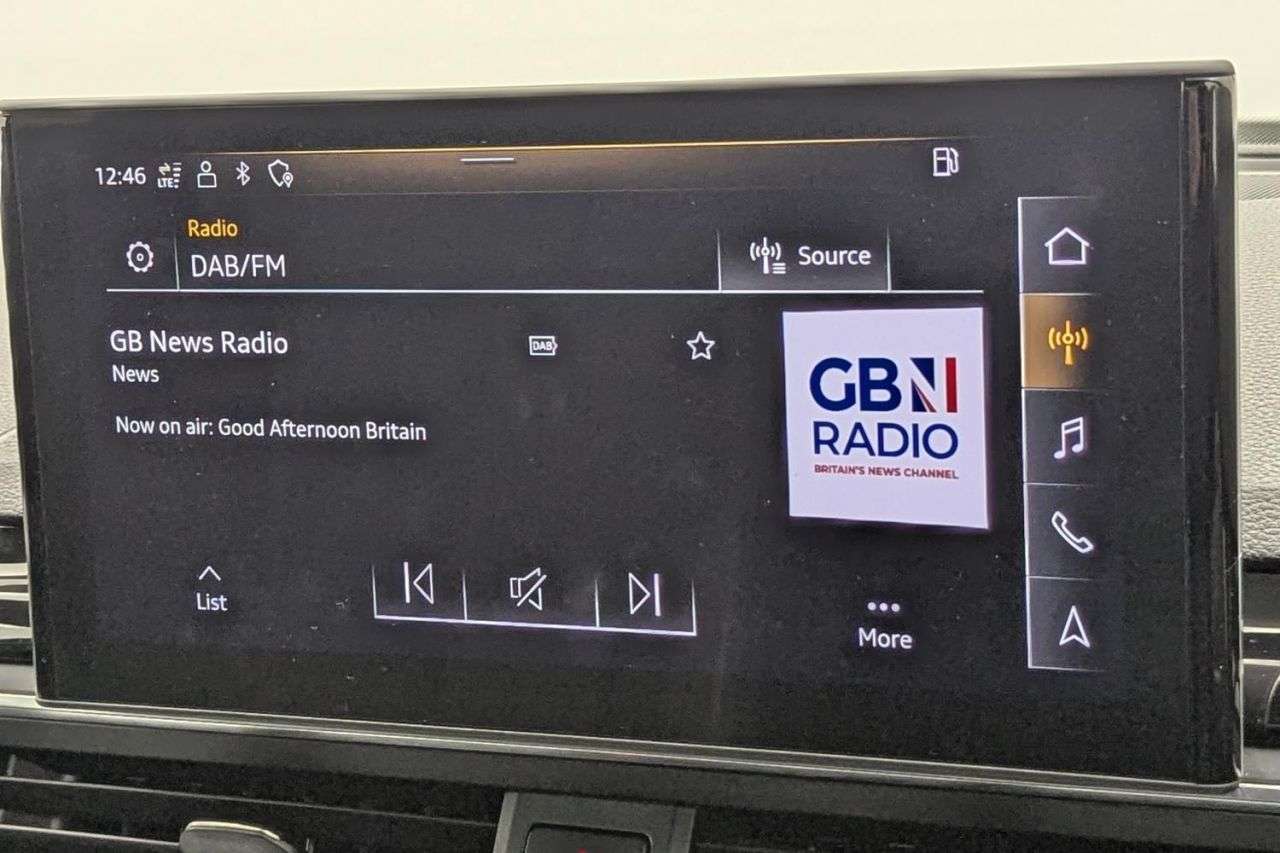 12:46
LTE
Radio
DAB/FM
Source
GB News Radio
DAB
News
Now on air: Good Afternoon Britain
GBN
RADIO
BRITAIN'S NEWS CHANNEL
List
More